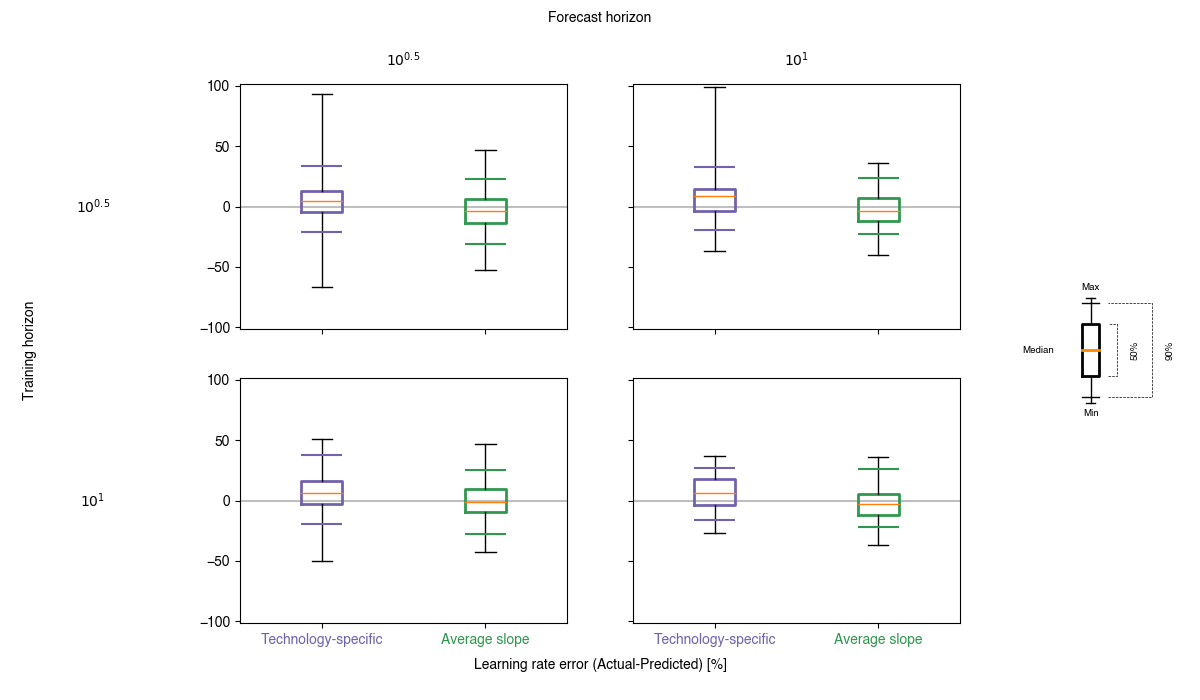 Forecast horizon
10^0.5 10^1
100
50
0
−50
−100
10^0.5
Training horizon
100
50
0
−50
−100
10^1
Technology-specific Average slope Technology-specific Average slope
Learning rate error (Actual-Predicted) [%]
Max
Median 50% 90%
Min